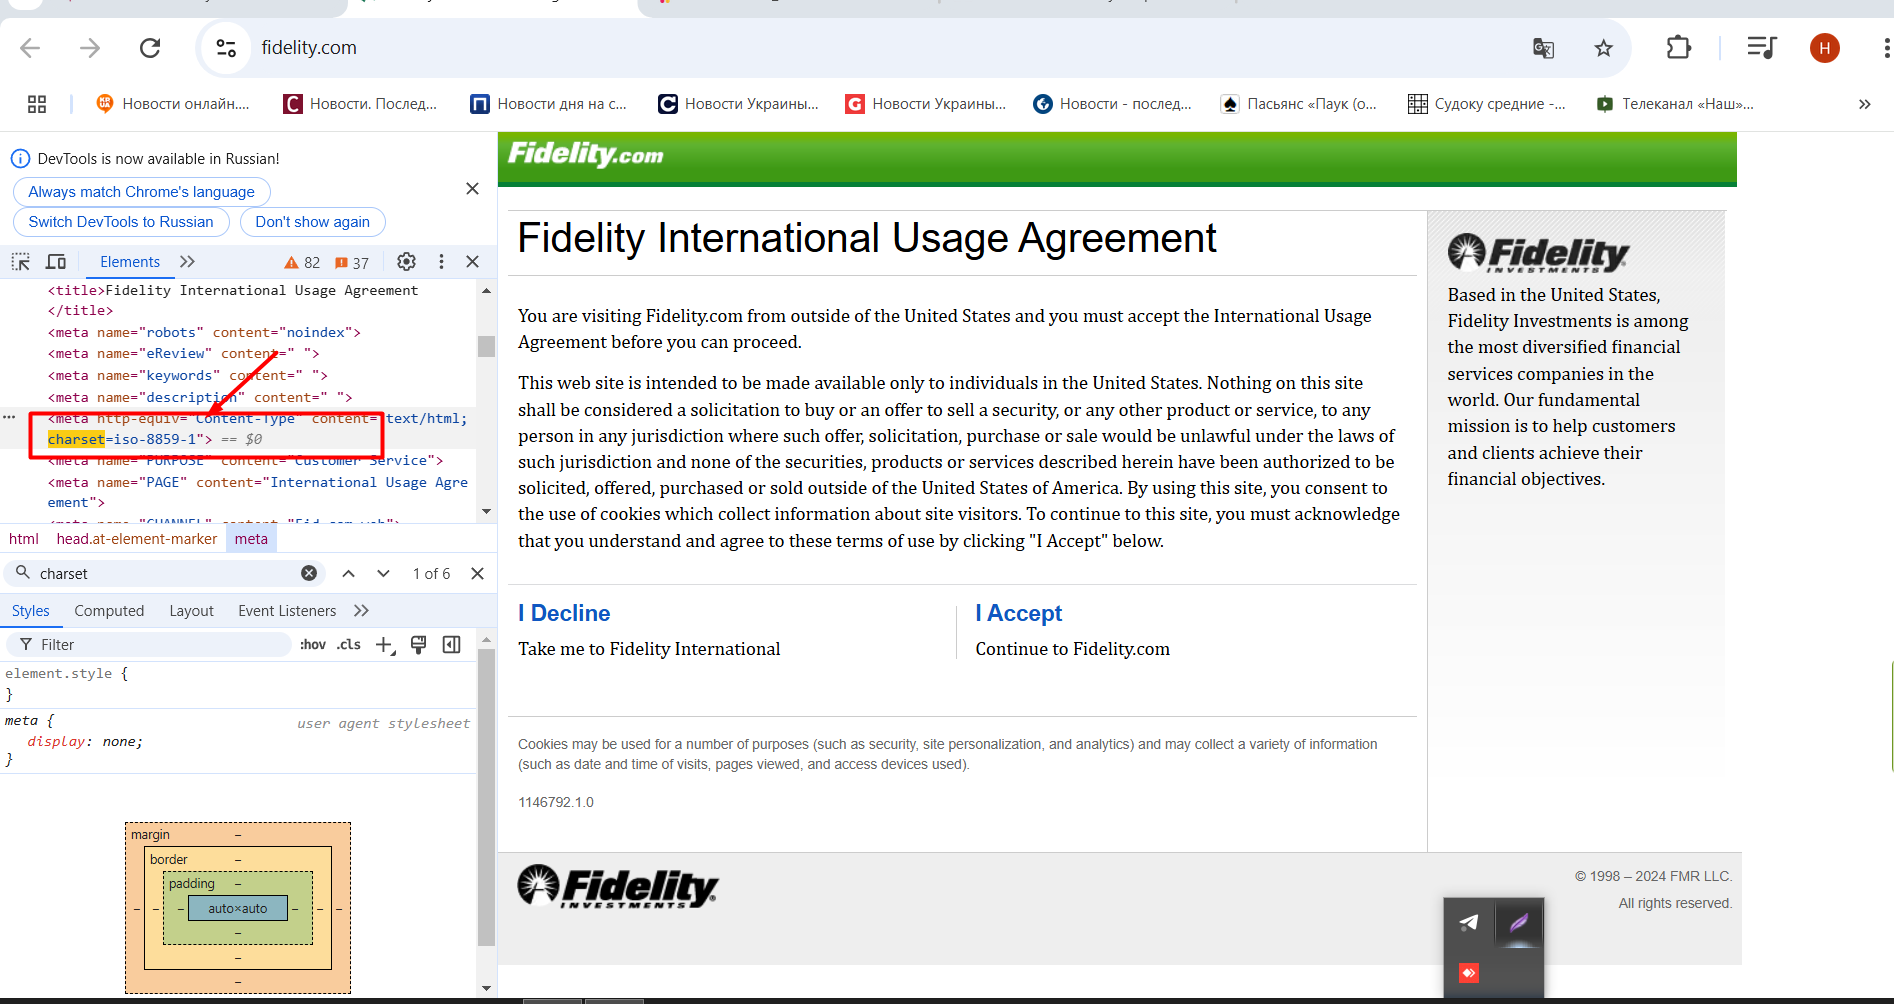 fidelity.com
H
Новости онлайн....
Новости. Послед...
Новости дня на с...
Новости Украины...
Новости Украины...
Новости - послед...
Пасьянс «Паук (о...
Судоку средние -...
Телеканал «Наш»...
DevTools is now available in Russian!
Always match Chrome's language
Switch DevTools to Russian
Don't show again
Elements
82
37
<title>Fidelity International Usage Agreement
</title>
<meta name="robots" content="noindex">
<meta name="eReview" content=" ">
<meta name="keywords" content=" ">
<meta name="description" content=" ">
<meta http-equiv="Content-Type" content="text/html;
charset=iso-8859-1"> == $0
<meta name="PURPOSE" content="Customer Service">
<meta name="PAGE" content="International Usage Agre
ement">
<meta name="CHANNEL" content="Fid.com web">
html
head.at-element-marker
meta
charset
1 of 6
Styles
Computed
Layout
Event Listeners
Filter
:hov .cls
element.style {
}
meta {
user agent stylesheet
display: none;
}
margin
–
border
–
padding
–
– – – auto×auto – – –
–
–
–
Fidelity.com
Fidelity International Usage Agreement
You are visiting Fidelity.com from outside of the United States and you must accept the International Usage
Agreement before you can proceed.
This web site is intended to be made available only to individuals in the United States. Nothing on this site
shall be considered a solicitation to buy or an offer to sell a security, or any other product or service, to any
person in any jurisdiction where such offer, solicitation, purchase or sale would be unlawful under the laws of
such jurisdiction and none of the securities, products or services described herein have been authorized to be
solicited, offered, purchased or sold outside of the United States of America. By using this site, you consent to
the use of cookies which collect information about site visitors. To continue to this site, you must acknowledge
that you understand and agree to these terms of use by clicking "I Accept" below.
I Decline
Take me to Fidelity International
I Accept
Continue to Fidelity.com
Cookies may be used for a number of purposes (such as security, site personalization, and analytics) and may collect a variety of information
(such as date and time of visits, pages viewed, and access devices used).
1146792.1.0
Fidelity
INVESTMENTS
Based in the United States,
Fidelity Investments is among
the most diversified financial
services companies in the
world. Our fundamental
mission is to help customers
and clients achieve their
financial objectives.
Fidelity
INVESTMENTS
© 1998 – 2024 FMR LLC.
All rights reserved.